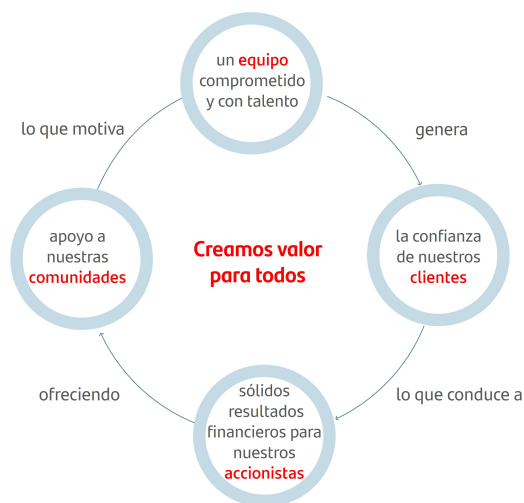 un equipo
comprometido
y con talento
genera
la confianza
de nuestros
clientes
lo que conduce a
sólidos
resultados
financieros para
nuestros
accionistas
ofreciendo
apoyo a
nuestras
comunidades
lo que motiva
Creamos valor
para todos